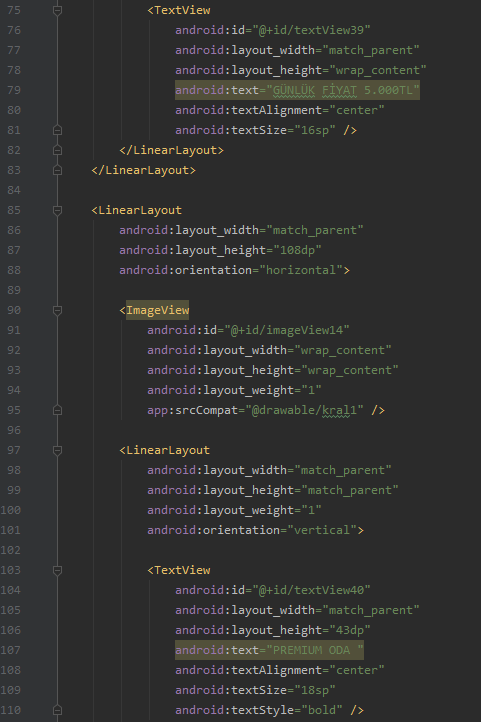 75 <TextView
76 android:id="@+id/textView39"
77 android:layout_width="match_parent"
78 android:layout_height="wrap_content"
79 android:text="GÜNLÜK FİYAT 5.000TL"
80 android:textAlignment="center"
81 android:textSize="16sp" />
82 </LinearLayout>
83 </LinearLayout>
84
85 <LinearLayout
86 android:layout_width="match_parent"
87 android:layout_height="108dp"
88 android:orientation="horizontal">
89
90 <ImageView
91 android:id="@+id/imageView14"
92 android:layout_width="wrap_content"
93 android:layout_height="wrap_content"
94 android:layout_weight="1"
95 app:srcCompat="@drawable/kral1" />
96
97 <LinearLayout
98 android:layout_width="match_parent"
99 android:layout_height="match_parent"
100 android:layout_weight="1"
101 android:orientation="vertical">
102
103 <TextView
104 android:id="@+id/textView40"
105 android:layout_width="match_parent"
106 android:layout_height="43dp"
107 android:text="PREMIUM ODA "
108 android:textAlignment="center"
109 android:textSize="18sp"
110 android:textStyle="bold" />